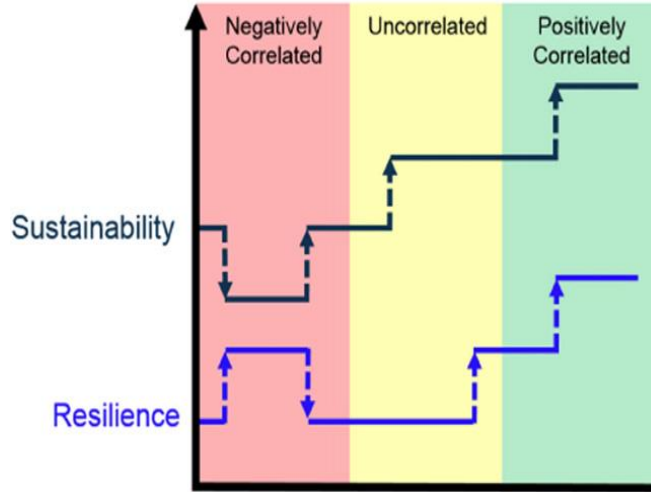 Negatively
Correlated
Uncorrelated
Positively
Correlated
Sustainability
Resilience